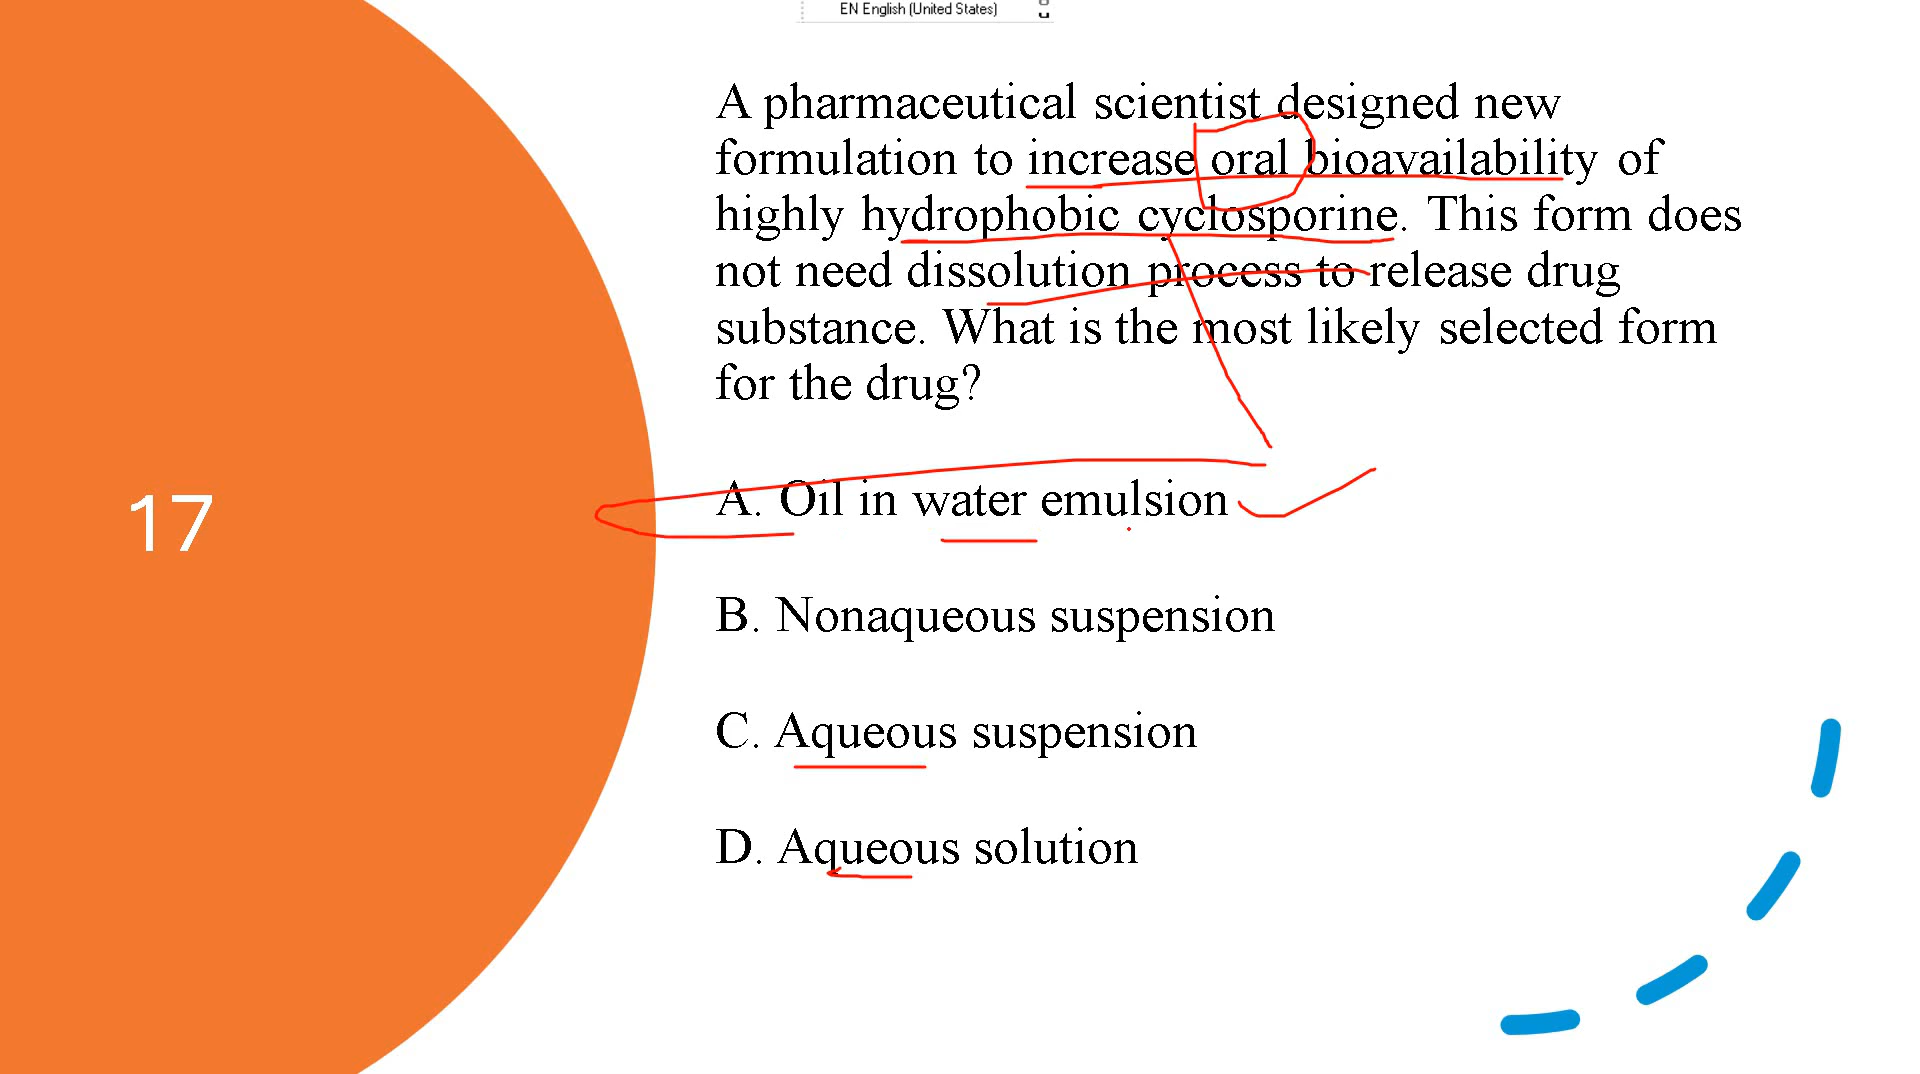 EN English (United States)
A pharmaceutical scientist designed new
formulation to increase oral bioavailability of
highly hydrophobic cyclosporine. This form does
not need dissolution process to release drug
substance. What is the most likely selected form
for the drug?
17
A. Oil in water emulsion
B. Nonaqueous suspension
C. Aqueous suspension
D. Aqueous solution